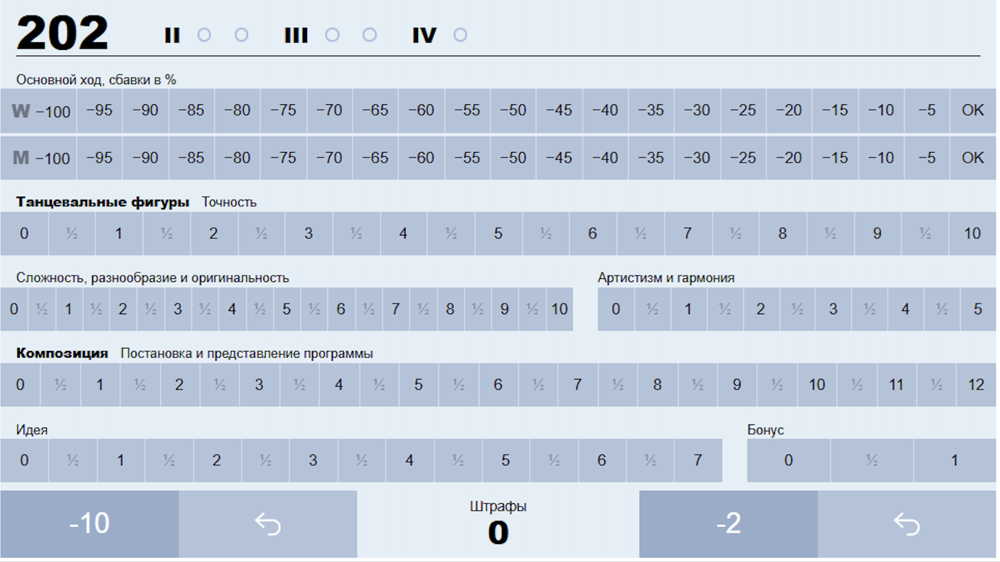 202 II III IV
Основной ход, сбавки в %
W −100 −95 −90 −85 −80 −75 −70 −65 −60 −55 −50 −45 −40 −35 −30 −25 −20 −15 −10 −5 OK
M −100 −95 −90 −85 −80 −75 −70 −65 −60 −55 −50 −45 −40 −35 −30 −25 −20 −15 −10 −5 OK
Танцевальные фигуры Точность
0 ½ 1 ½ 2 ½ 3 ½ 4 ½ 5 ½ 6 ½ 7 ½ 8 ½ 9 ½ 10
Сложность, разнообразие и оригинальность Артистизм и гармония
0 ½ 1 ½ 2 ½ 3 ½ 4 ½ 5 ½ 6 ½ 7 ½ 8 ½ 9 ½ 10 0 ½ 1 ½ 2 ½ 3 ½ 4 ½ 5
Композиция Постановка и представление программы
0 ½ 1 ½ 2 ½ 3 ½ 4 ½ 5 ½ 6 ½ 7 ½ 8 ½ 9 ½ 10 ½ 11 ½ 12
Идея Бонус
0 ½ 1 ½ 2 ½ 3 ½ 4 ½ 5 ½ 6 ½ 7 0 ½ 1
Штрафы
-10 0 -2